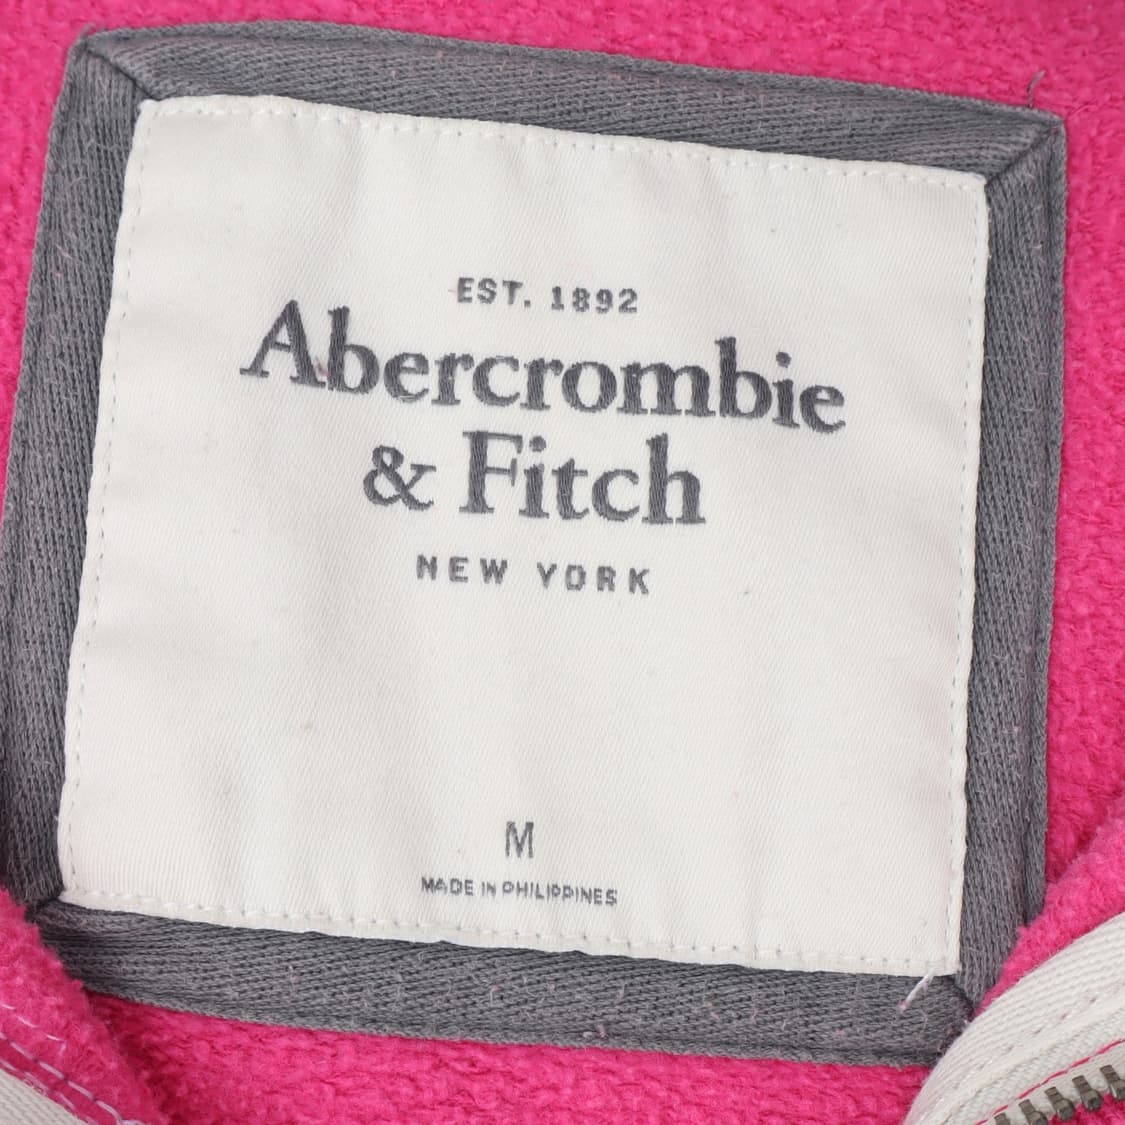 EST. 1892
Abercrombie
& Fitch
NEW YORK
M
MADE IN PHILIPPINES